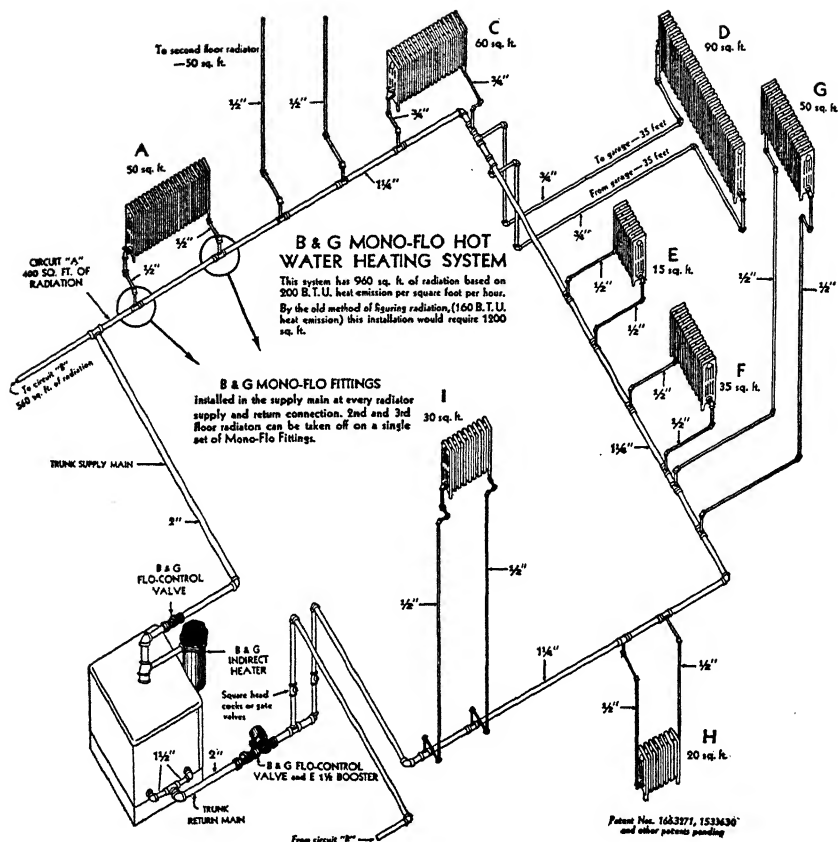 To second floor radiator
—50 sq. ft.
½"
½"
C
60 sq. ft.
¾"
¾"
D
90 sq. ft.
G
50 sq. ft.
A
50 sq. ft.
½"
½"
1¼"
To garage—35 feet
From garage—35 feet
¾"
¾"
CIRCUIT "A"
400 SQ. FT. OF
RADIATION
B & G MONO-FLO HOT
WATER HEATING SYSTEM
This system has 960 sq. ft. of radiation based on
200 B.T.U. heat emission per square foot per hour.
By the old method of figuring radiation, (160 B.T.U.
heat emission) this installation would require 1200
sq. ft.
E
15 sq. ft.
½"
½"
½"
½"
To circuit "B"
560 sq. ft. of radiation
B & G MONO-FLO FITTINGS
installed in the supply main at every radiator
supply and return connection. 2nd and 3rd
floor radiators can be taken off on a single
set of Mono-Flo Fittings.
F
35 sq. ft.
½"
½"
1¼"
I
30 sq. ft.
½"
½"
TRUNK SUPPLY MAIN
2"
B & G
FLO-CONTROL
VALVE
B & G
INDIRECT
HEATER
Square head
cocks or gate
valves
1¼"
½"
½"
H
20 sq. ft.
1½"
2"
B & G FLO-CONTROL
VALVE and E 1½ BOOSTER
TRUNK
RETURN MAIN
From circuit "B"
Patent Nos. 1663271, 1533630
and other patents pending